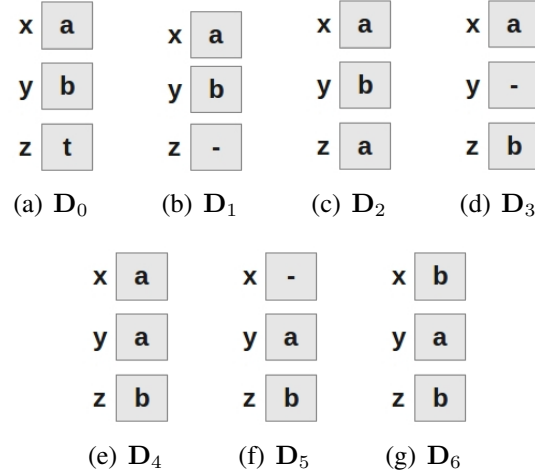 x a x a x a x a
y b y b y b y -
z t z - z a z b
(a) D₀ (b) D₁ (c) D₂ (d) D₃
x a x - x b
y a y a y a
z b z b z b
(e) D₄ (f) D₅ (g) D₆